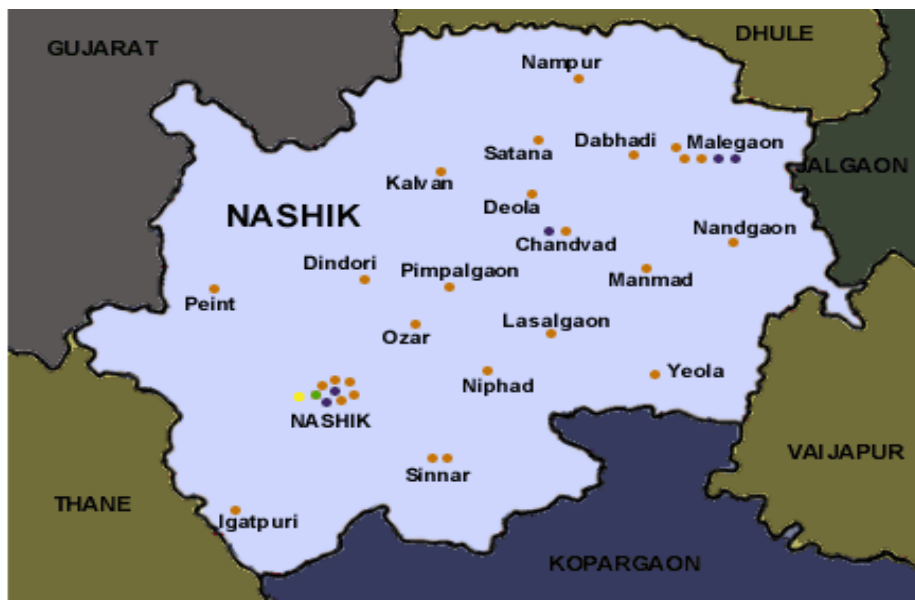 GUJARAT
DHULE
Nampur
Satana
Dabhadi
Malegaon
JALGAON
Kalvan
Deola
NASHIK
Chandvad
Nandgaon
Dindori
Pimpalgaon
Manmad
Peint
Ozar
Lasalgaon
Niphad
Yeola
NASHIK
VAIJAPUR
Sinnar
THANE
Igatpuri
KOPARGAON